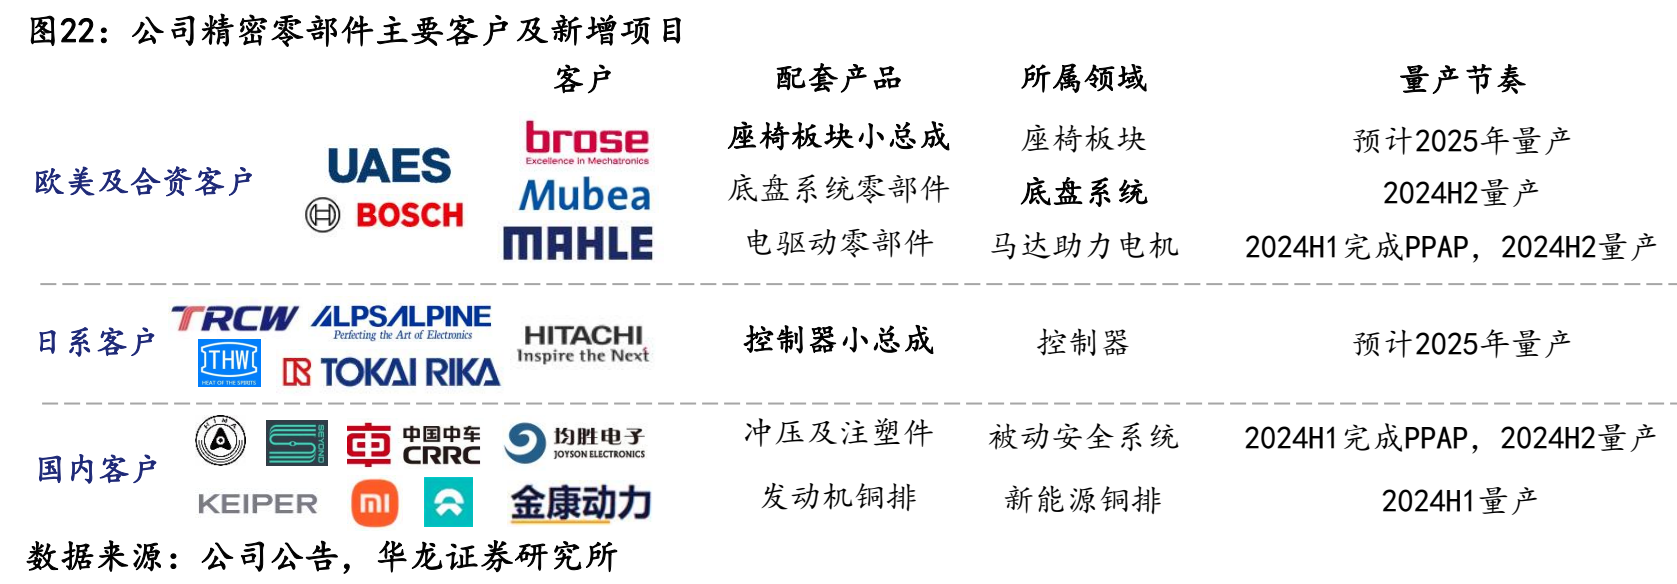 图22：公司精密零部件主要客户及新增项目
客户 配套产品 所属领域 量产节奏
欧美及合资客户
UAES
BOSCH
brose
Excellence in Mechatronics
座椅板块小总成 座椅板块 预计2025年量产
Mubea
底盘系统零部件 底盘系统 2024H2量产
MAHLE
电驱动零部件 马达助力电机 2024H1完成PPAP，2024H2量产
日系客户
TRCW ALPSALPINE
Perfecting the Art of Electronics
THW
HEAT OF THE SPIRITS
TOKAI RIKA
HITACHI
Inspire the Next
控制器小总成 控制器 预计2025年量产
国内客户
HINA
SEYOND
中国中车
CRRC
均胜电子
JOYSON ELECTRONICS
冲压及注塑件 被动安全系统 2024H1完成PPAP，2024H2量产
KEIPER
mi
金康动力
发动机铜排 新能源铜排 2024H1量产
数据来源：公司公告，华龙证券研究所